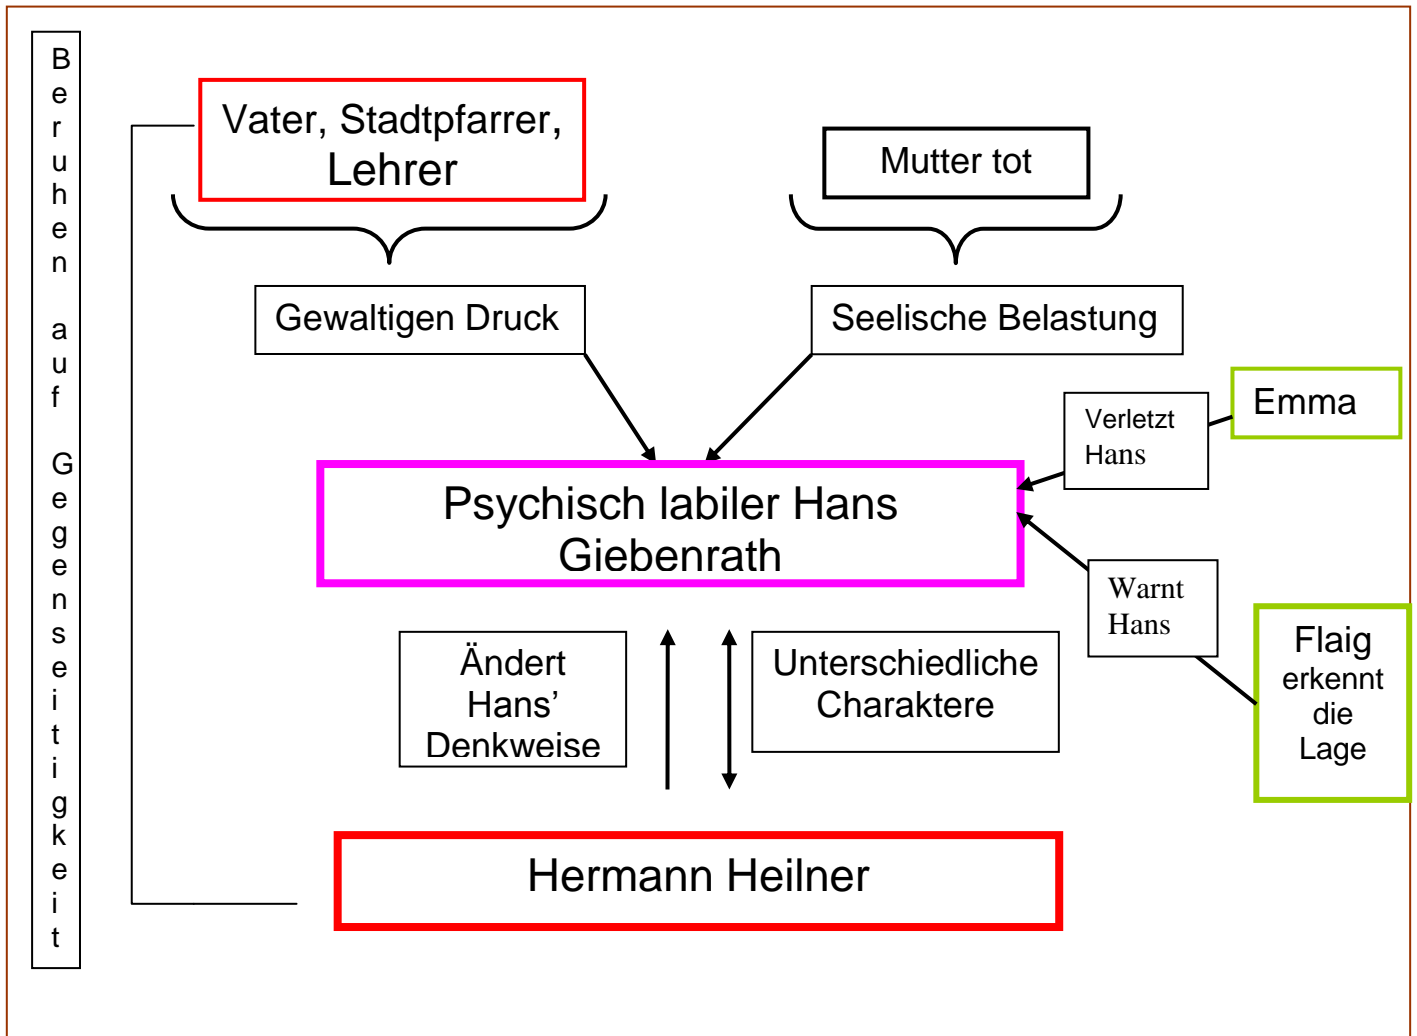 Beruhen auf Gegenseitigkeit
Vater, Stadtpfarrer,
Lehrer
Mutter tot
Gewaltigen Druck
Seelische Belastung
Emma
Verletzt
Hans
Psychisch labiler Hans
Giebenrath
Warnt
Hans
Flaig
erkennt
die
Lage
Ändert
Hans’
Denkweise
Unterschiedliche
Charaktere
Hermann Heilner